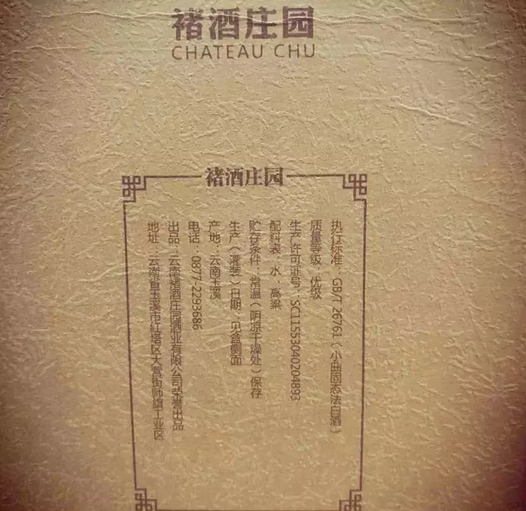 褚酒庄园
CHATEAU CHU
褚酒庄园
执行标准：GB/T 26761（小曲固态法白酒）
质量等级：优级
生产许可证号：SC11553040204893
配料表：水、高粱
贮存条件：常温（阴凉干燥处）保存
生产（灌装）日期：见盒侧面
产地：云南玉溪
电话：0877-2293686
出品：云南褚酒庄园酒业有限公司荣誉出品
地址：云南省玉溪市红塔区大营街师旗工业区